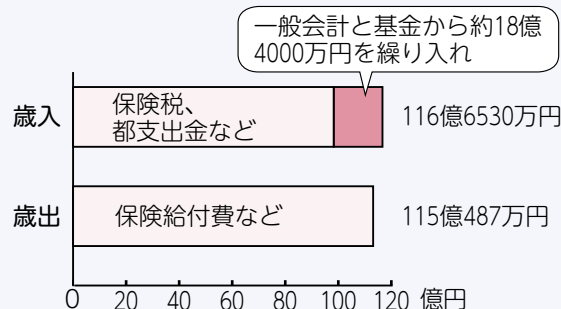 一般会計と基金から約18億
4000万円を繰り入れ
歳入
保険税、
都支出金など
116億6530万円
歳出
保険給付費など
115億487万円
0 20 40 60 80 100 120 億円